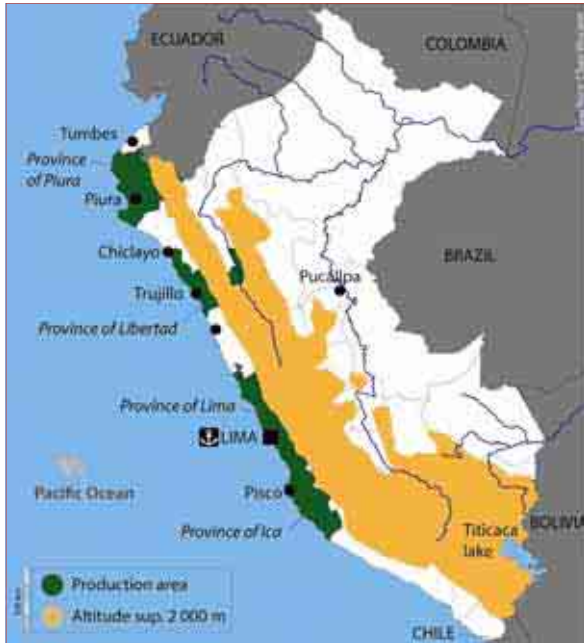 ECUADOR
COLOMBIA
Tumbes
Province
of Piura
Piura
Chiclayo
BRAZIL
Pucallpa
Trujillo
Province of Libertad
Province of Lima
LIMA
Pacific Ocean
Pisco
Province of Ica
Titicaca
lake
BOLIVIA
Production area
Altitude sup. 2 000 m
CHILE